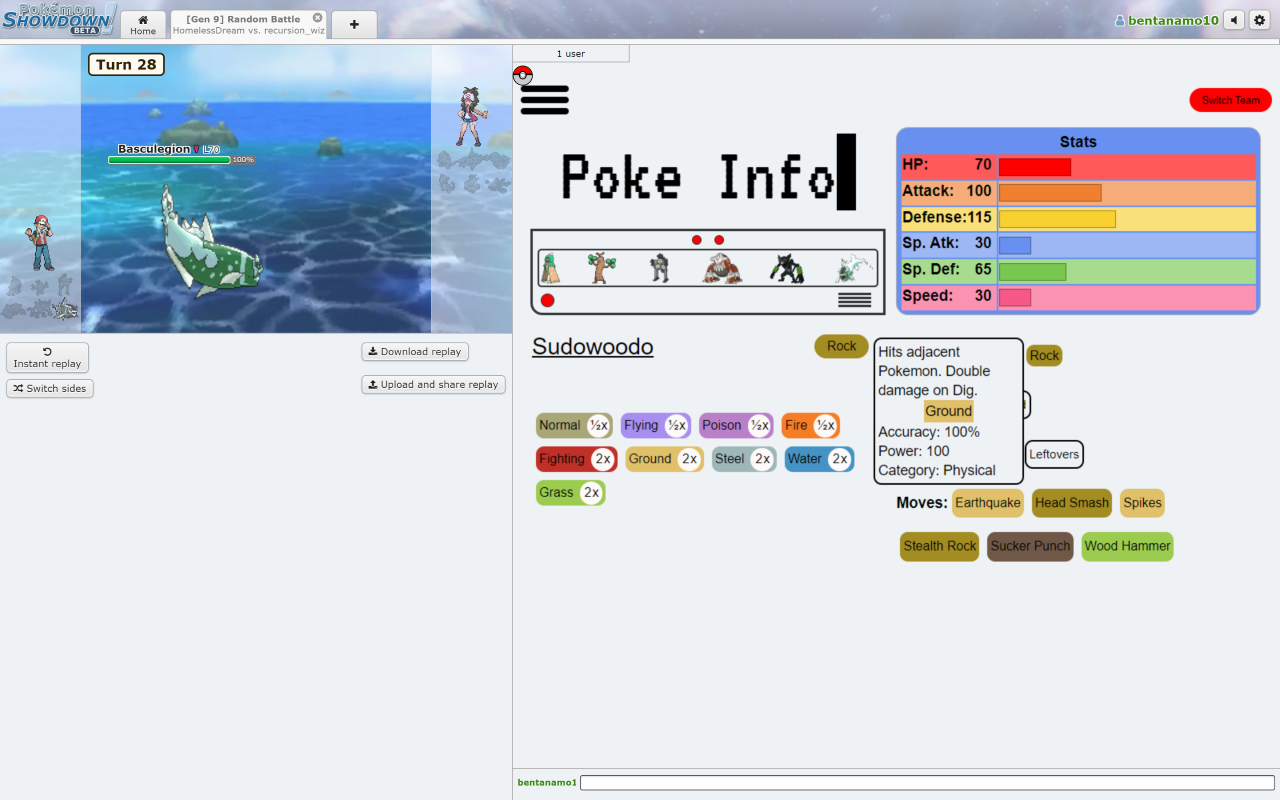 Pokémon
SHOWDOWN!
BETA
Home
[Gen 9] Random Battle
HomelessDream vs. recursion_wiz
bentanamo10
Turn 28
Basculegion L70
100%
Instant replay
Switch sides
Download replay
Upload and share replay
1 user
Switch Team
Poke Info
Stats
HP: 70
Attack: 100
Defense: 115
Sp. Atk: 30
Sp. Def: 65
Speed: 30
Sudowoodo
Rock
Normal ½x
Flying ½x
Poison ½x
Fire ½x
Fighting 2x
Ground 2x
Steel 2x
Water 2x
Grass 2x
Hits adjacent
Pokemon. Double
damage on Dig.
Ground
Accuracy: 100%
Power: 100
Category: Physical
Rock
Leftovers
Moves: Earthquake Head Smash Spikes
Stealth Rock Sucker Punch Wood Hammer
bentanamo1